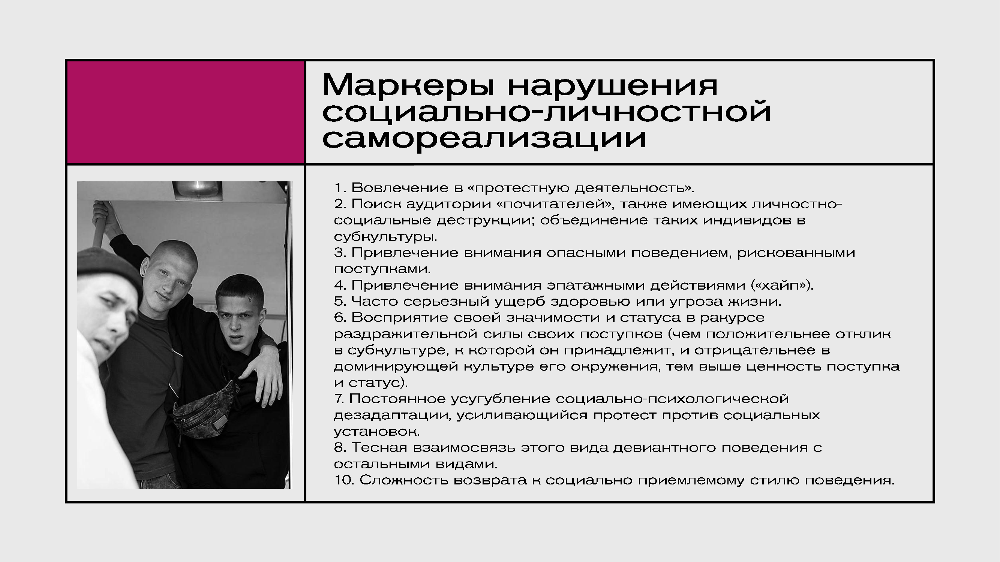 Маркеры нарушения
социально-личностной
самореализации
1. Вовлечение в «протестную деятельность».
2. Поиск аудитории «почитателей», также имеющих личностно-
социальные деструкции; объединение таких индивидов в
субкультуры.
3. Привлечение внимания опасными поведением, рискованными
поступками.
4. Привлечение внимания эпатажными действиями («хайп»).
5. Часто серьезный ущерб здоровью или угроза жизни.
6. Восприятие своей значимости и статуса в ракурсе
раздражительной силы своих поступков (чем положительнее отклик
в субкультуре, к которой он принадлежит, и отрицательнее в
доминирующей культуре его окружения, тем выше ценность поступка
и статус).
7. Постоянное усугубление социально-психологической
дезадаптации, усиливающийся протест против социальных
установок.
8. Тесная взаимосвязь этого вида девиантного поведения с
остальными видами.
10. Сложность возврата к социально приемлемому стилю поведения.